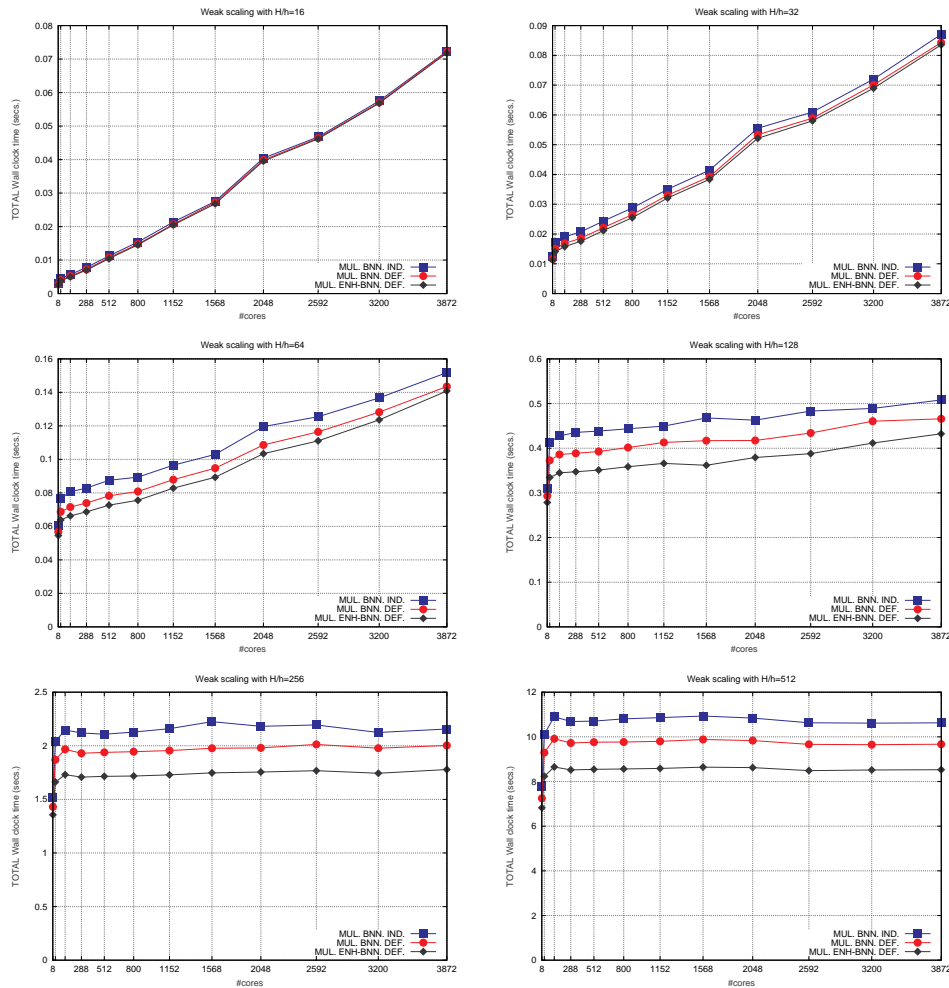 Weak scaling with H/h=16
TOTAL Wall clock time (secs.)
0.08
0.07
0.06
0.05
0.04
0.03
0.02
0.01
0
8 288 512 800 1152 1568 2048 2592 3200 3872
#cores
MUL. BNN. IND.
MUL. BNN. DEF.
MUL. ENH-BNN. DEF.
Weak scaling with H/h=32
TOTAL Wall clock time (secs.)
0.09
0.08
0.07
0.06
0.05
0.04
0.03
0.02
0.01
0
8 288 512 800 1152 1568 2048 2592 3200 3872
#cores
MUL. BNN. IND.
MUL. BNN. DEF.
MUL. ENH-BNN. DEF.
Weak scaling with H/h=64
TOTAL Wall clock time (secs.)
0.16
0.14
0.12
0.1
0.08
0.06
0.04
0.02
0
8 288 512 800 1152 1568 2048 2592 3200 3872
#cores
MUL. BNN. IND.
MUL. BNN. DEF.
MUL. ENH-BNN. DEF.
Weak scaling with H/h=128
TOTAL Wall clock time (secs.)
0.6
0.5
0.4
0.3
0.2
0.1
0
8 288 512 800 1152 1568 2048 2592 3200 3872
#cores
MUL. BNN. IND.
MUL. BNN. DEF.
MUL. ENH-BNN. DEF.
Weak scaling with H/h=256
TOTAL Wall clock time (secs.)
2.5
2
1.5
1
0.5
0
8 288 512 800 1152 1568 2048 2592 3200 3872
#cores
MUL. BNN. IND.
MUL. BNN. DEF.
MUL. ENH-BNN. DEF.
Weak scaling with H/h=512
TOTAL Wall clock time (secs.)
12
10
8
6
4
2
0
8 288 512 800 1152 1568 2048 2592 3200 3872
#cores
MUL. BNN. IND.
MUL. BNN. DEF.
MUL. ENH-BNN. DEF.